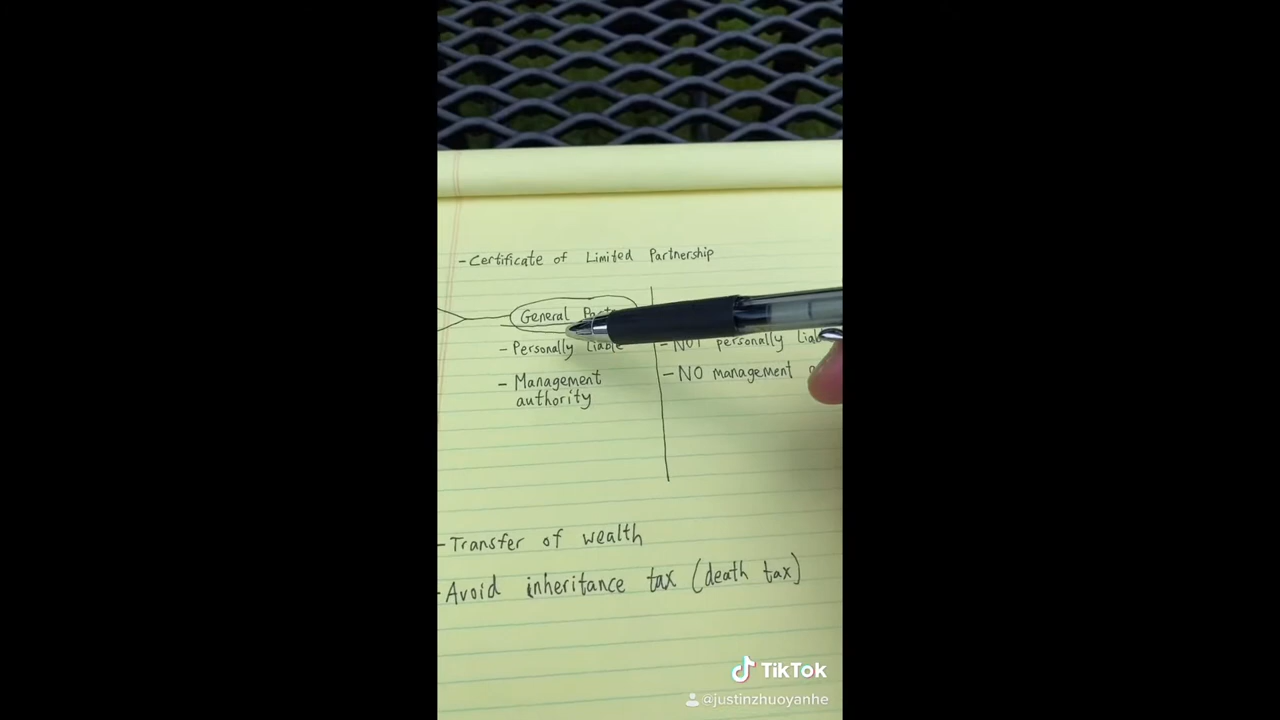 - Certificate of Limited Partnership
General
- Personally Liable
- NOT personally
- Management
authority
- NO management
- Transfer of wealth
- Avoid inheritance tax (death tax)
TikTok
@justinzhuoyanhe